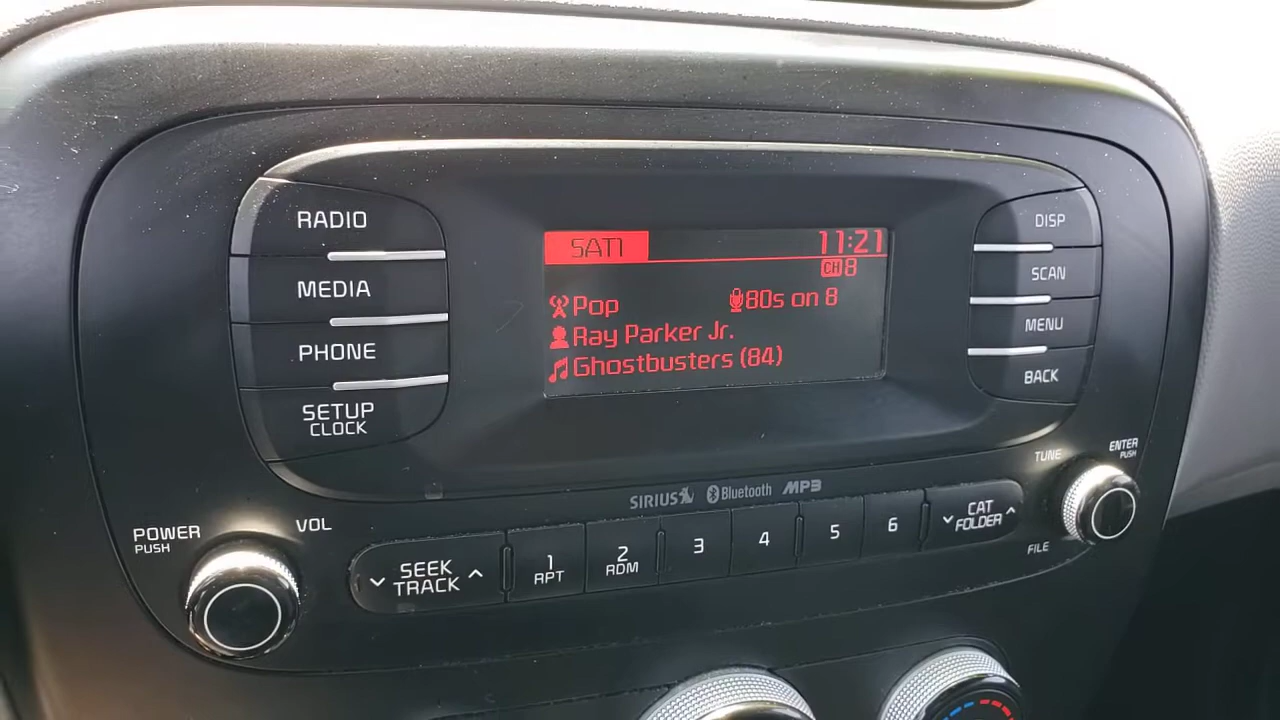 RADIO
MEDIA
PHONE
SETUP
CLOCK
SAT1 11:21
CH 8
Pop 80s on 8
Ray Parker Jr.
Ghostbusters (84)
DISP
SCAN
MENU
BACK
SIRIUS Bluetooth MP3
POWER
PUSH
VOL
SEEK
TRACK
1
RPT
2
RDM
3
4
5
6
CAT
FOLDER
TUNE
ENTER
PUSH
FILE